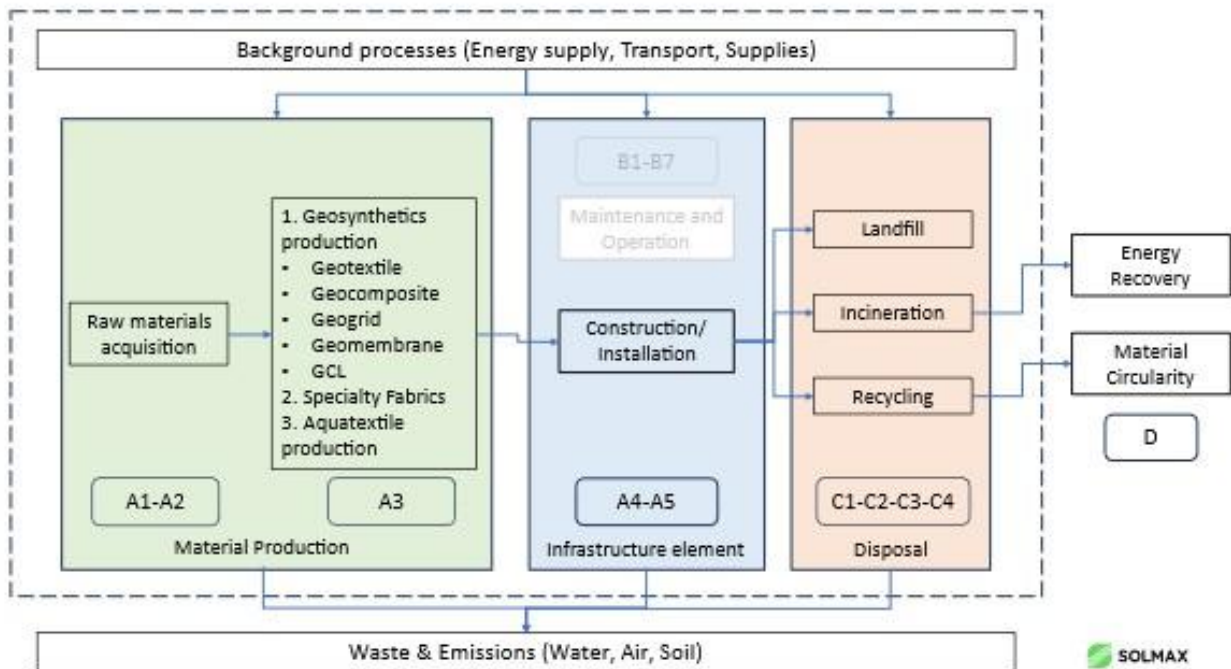 Background processes (Energy supply, Transport, Supplies)
B1-B7
Maintenance and
Operation
1. Geosynthetics
production
▪ Geotextile
▪ Geocomposite
▪ Geogrid
▪ Geomembrane
▪ GCL
2. Specialty Fabrics
3. Aquatextile
production
Raw materials
acquisition
Construction/
Installation
Landfill
Incineration
Recycling
Energy
Recovery
Material
Circularity
D
A1-A2
A3
A4-A5
C1-C2-C3-C4
Material Production
Infrastructure element
Disposal
Waste & Emissions (Water, Air, Soil)
SOLMAX